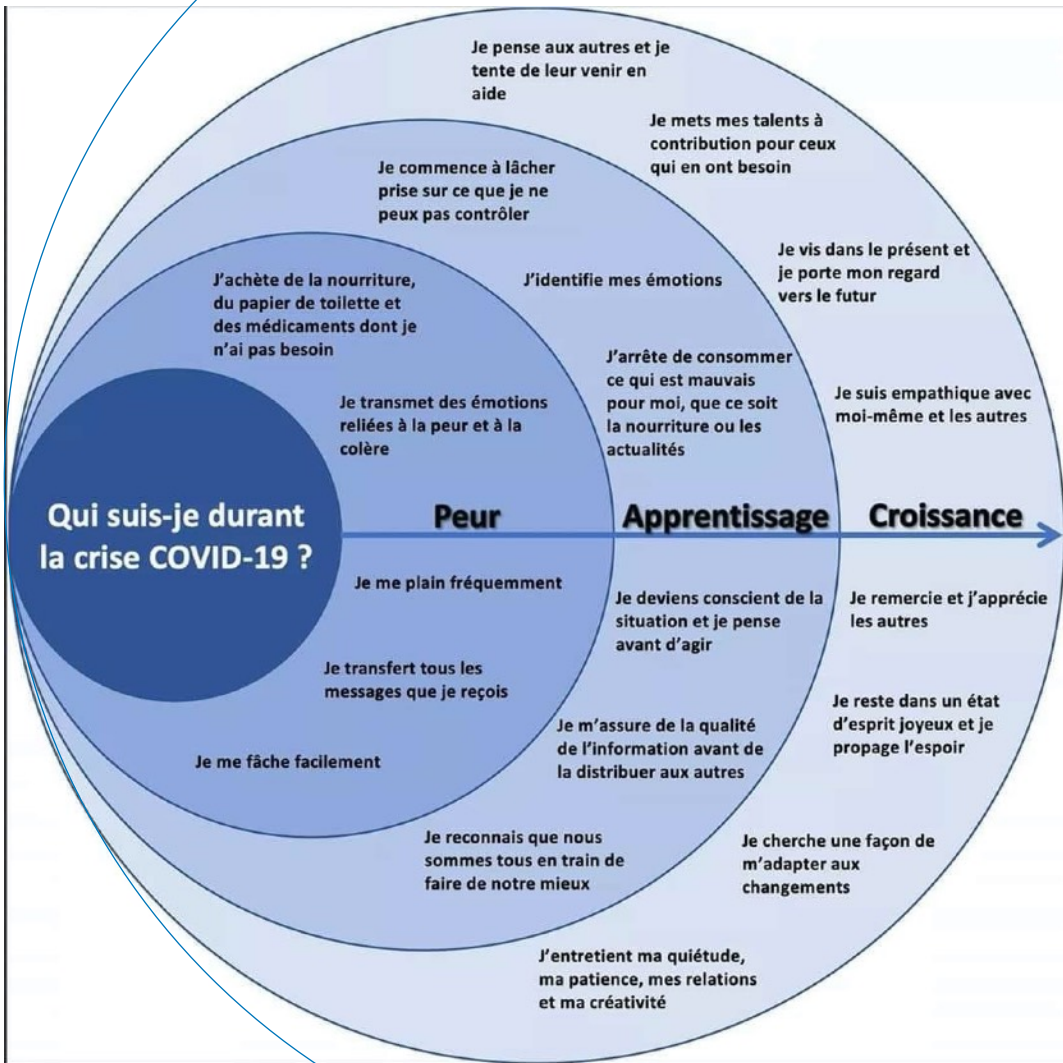 Je pense aux autres et je
tente de leur venir en
aide
Je mets mes talents à
contribution pour ceux
qui en ont besoin
Je commence à lâcher
prise sur ce que je ne
peux pas contrôler
Je vis dans le présent et
je porte mon regard
vers le futur
J'achète de la nourriture,
du papier de toilette et
des médicaments dont je
n'ai pas besoin
J'identifie mes émotions
J'arrête de consommer
ce qui est mauvais
pour moi, que ce soit
la nourriture ou les
actualités
Je suis empathique avec
moi-même et les autres
Je transmet des émotions
reliées à la peur et à la
colère
Qui suis-je durant
la crise COVID-19 ?
Peur
Apprentissage
Croissance
Je me plain fréquemment
Je deviens conscient de la
situation et je pense
avant d'agir
Je remercie et j'apprécie
les autres
Je transfert tous les
messages que je reçois
Je reste dans un état
d'esprit joyeux et je
propage l'espoir
Je m'assure de la qualité
de l'information avant de
la distribuer aux autres
Je me fâche facilement
Je reconnais que nous
sommes tous en train de
faire de notre mieux
Je cherche une façon de
m'adapter aux
changements
J'entretient ma quiétude,
ma patience, mes relations
et ma créativité